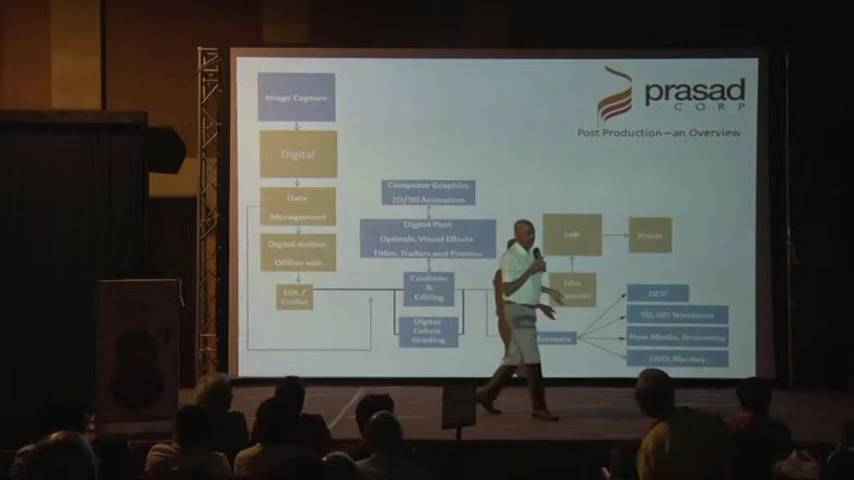 prasad
CORP
Post Production – an Overview
Image Capture
Digital
Data
Management
Digital dailies
Offline edit
EDL /
Cutlist
Computer Graphics
2D/3D Animation
Digital Post
Opticals, Visual Effects
Titles, Trailers and Promos
Conform
&
Editing
Digital
Colour
Grading
Lab
Prints
Film
Formats
DCP
SD, HD Television
New Media, Streaming
DVD, Blu-Ray